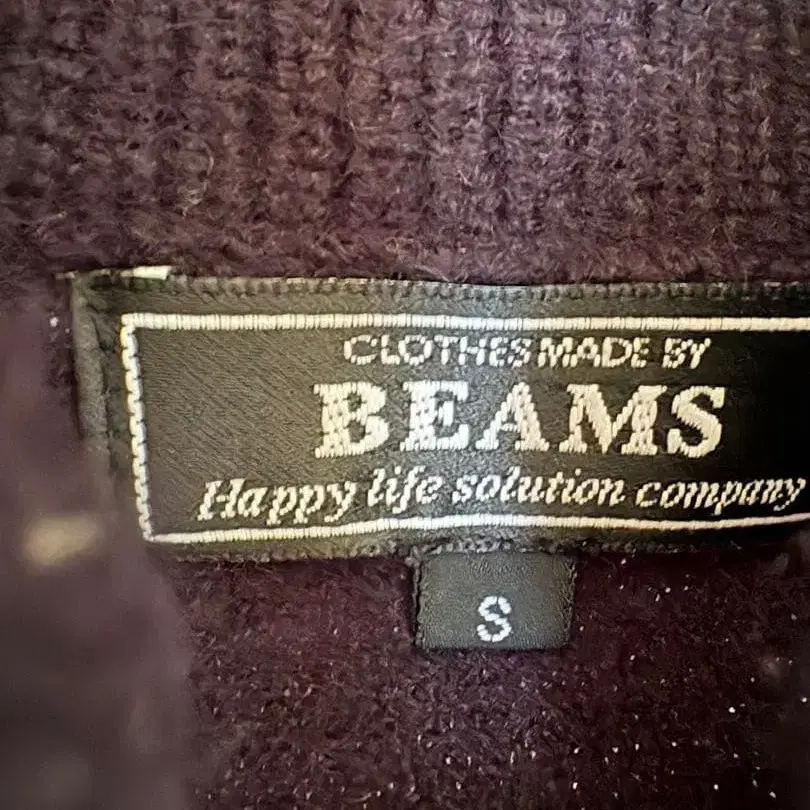 CLOTHES MADE BY
BEAMS
Happy life solution company
S